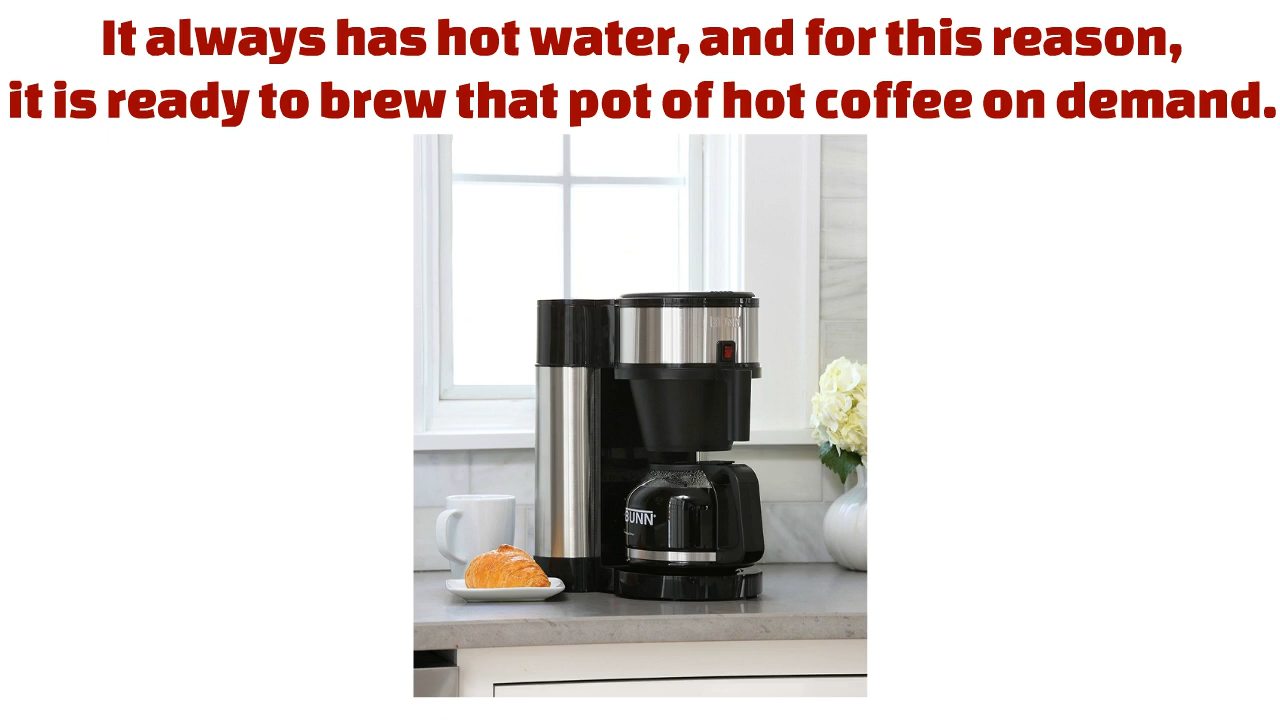 It always has hot water, and for this reason,
it is ready to brew that pot of hot coffee on demand.
BUNN
BUNN